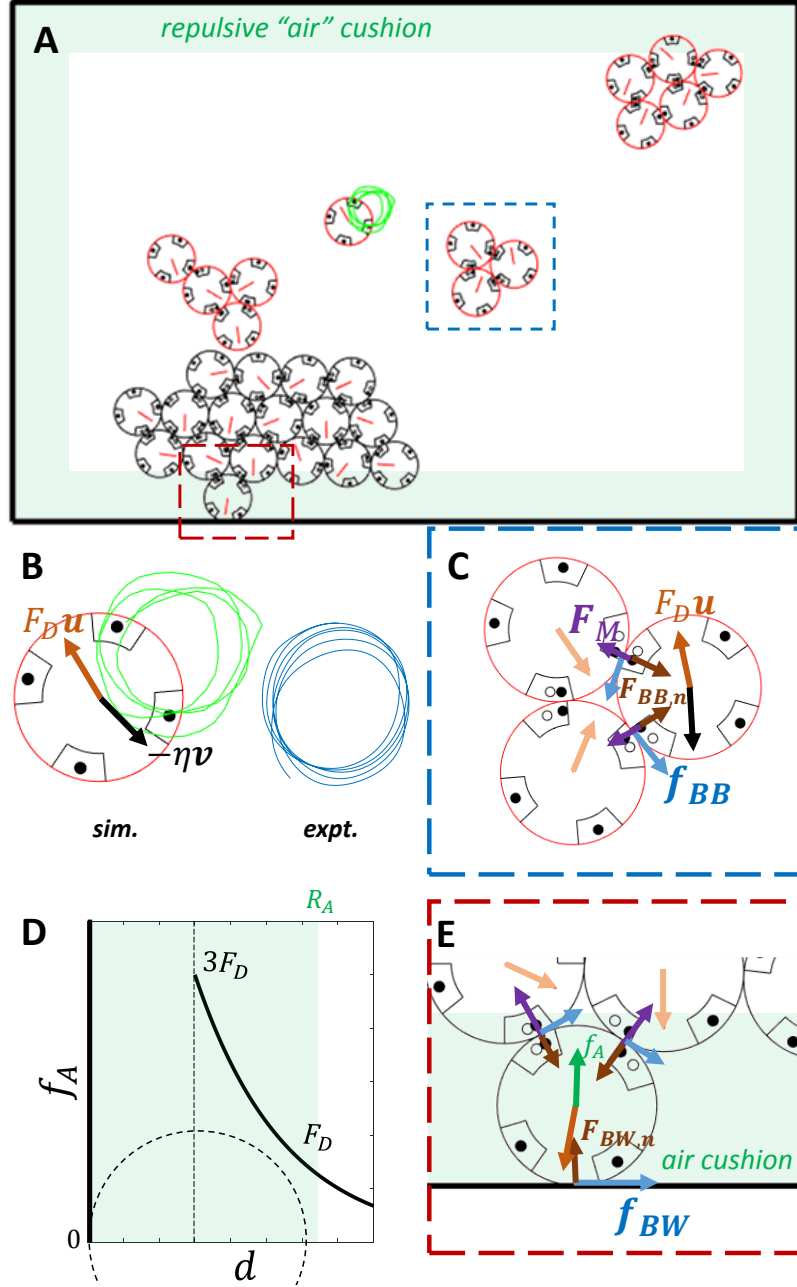 A
repulsive “air” cushion
B
F_D u
−ηv
sim.
expt.
C
F_M
F_D u
F_BB,n
f_BB
D
R_A
3F_D
F_D
f_A
0
d
E
f_A
F_BW,n
air cushion
f_BW